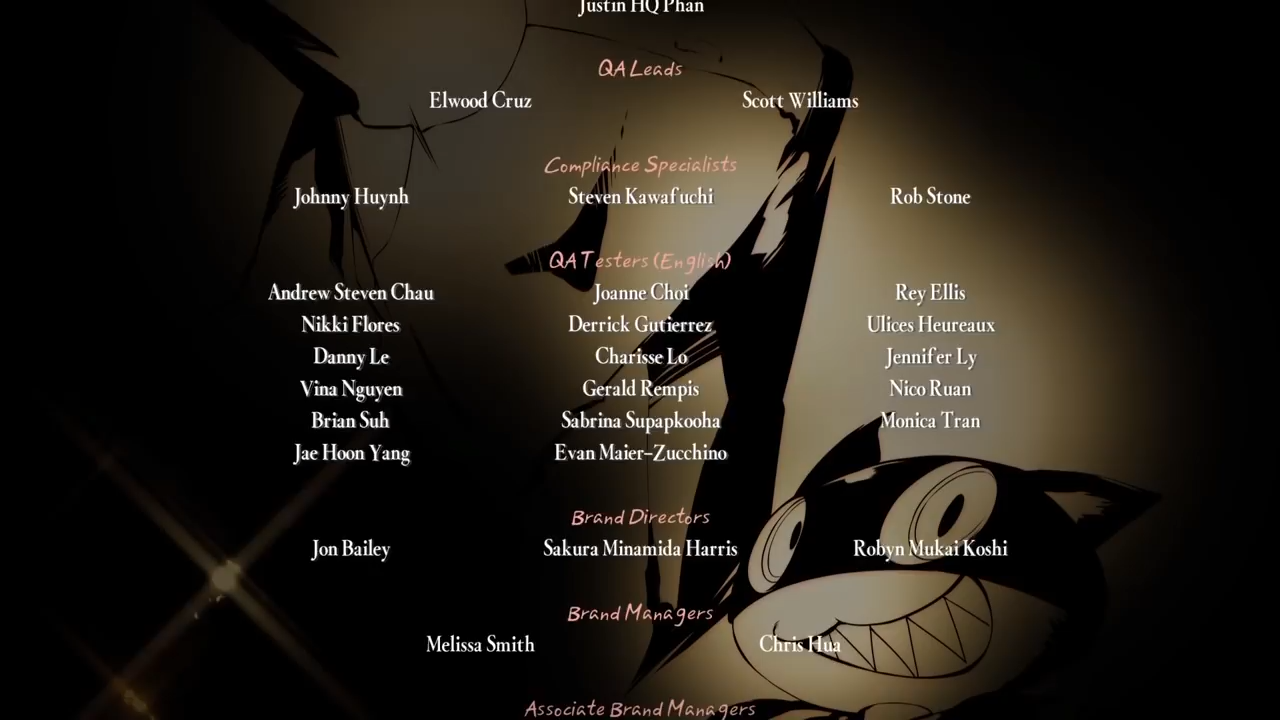 Justin HQ Phan
QA Leads
Elwood Cruz Scott Williams
Compliance Specialists
Johnny Huynh Steven Kawafuchi Rob Stone
QA Testers (English)
Andrew Steven Chau Joanne Choi Rey Ellis
Nikki Flores Derrick Gutierrez Ulices Heureaux
Danny Le Charisse Lo Jennifer Ly
Vina Nguyen Gerald Rempis Nico Ruan
Brian Suh Sabrina Supapkooha Monica Tran
Jae Hoon Yang Evan Maier-Zucchino
Brand Directors
Jon Bailey Sakura Minamida Harris Robyn Mukai Koshi
Brand Managers
Melissa Smith Chris Hua
Associate Brand Managers